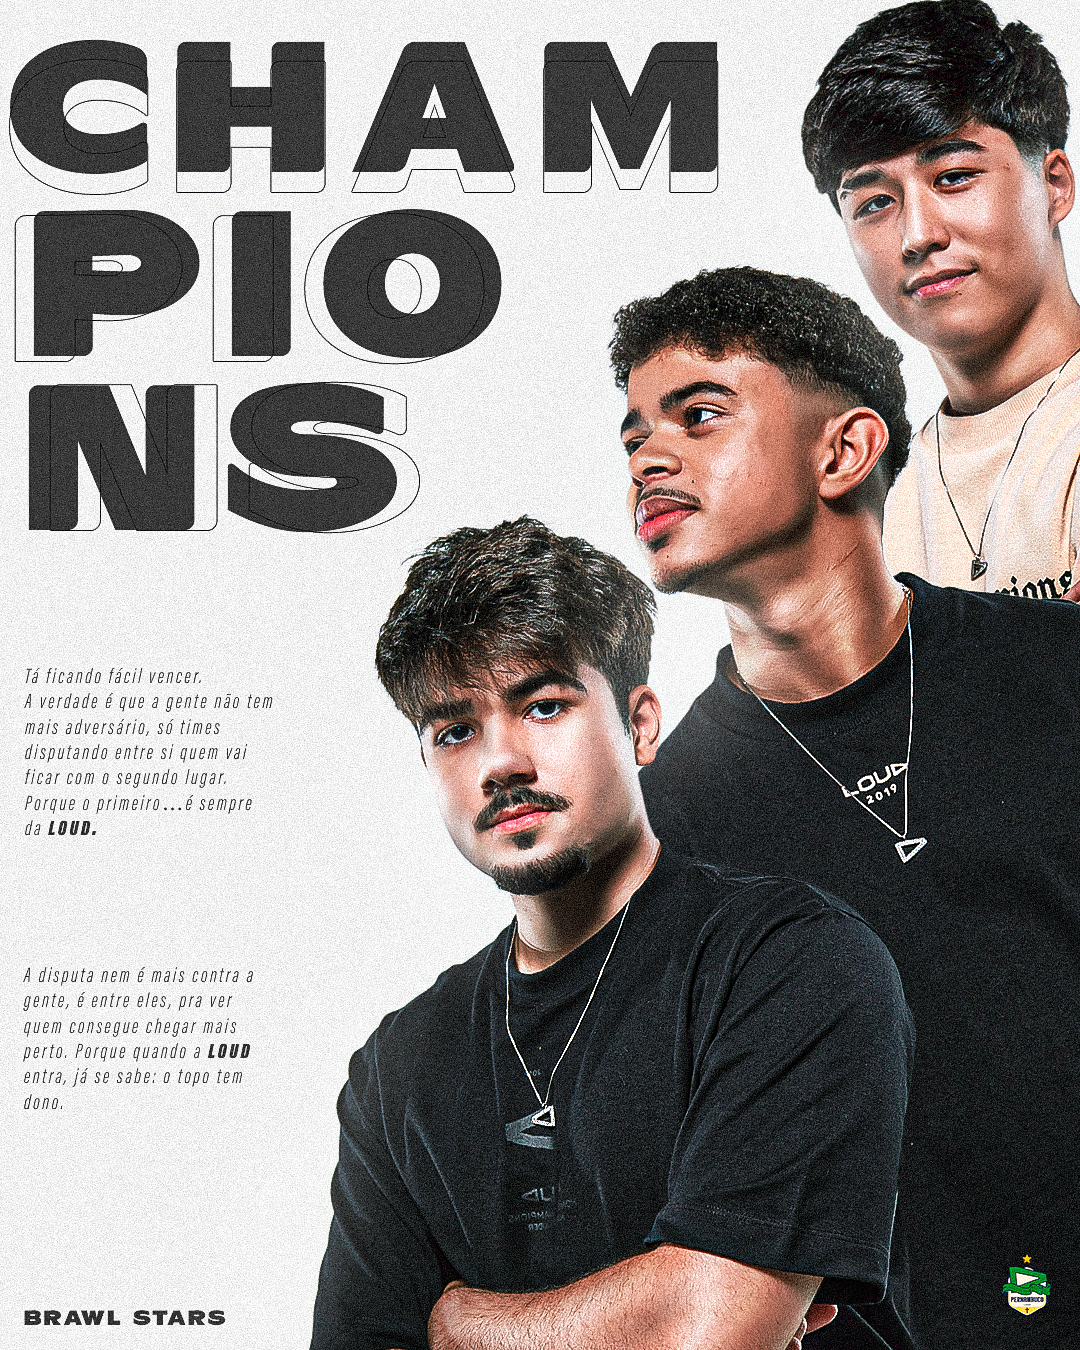 CHAM
PIO
NS
Tá ficando fácil vencer.
A verdade é que a gente não tem
mais adversário, só times
disputando entre si quem vai
ficar com o segundo lugar.
Porque o primeiro...é sempre
da LOUD.
LOUD
2019
A disputa nem é mais contra a
gente, é entre eles, pra ver
quem consegue chegar mais
perto. Porque quando a LOUD
entra, já se sabe: o topo tem
dono.
BRAWL STARS
PERNAMBUCO